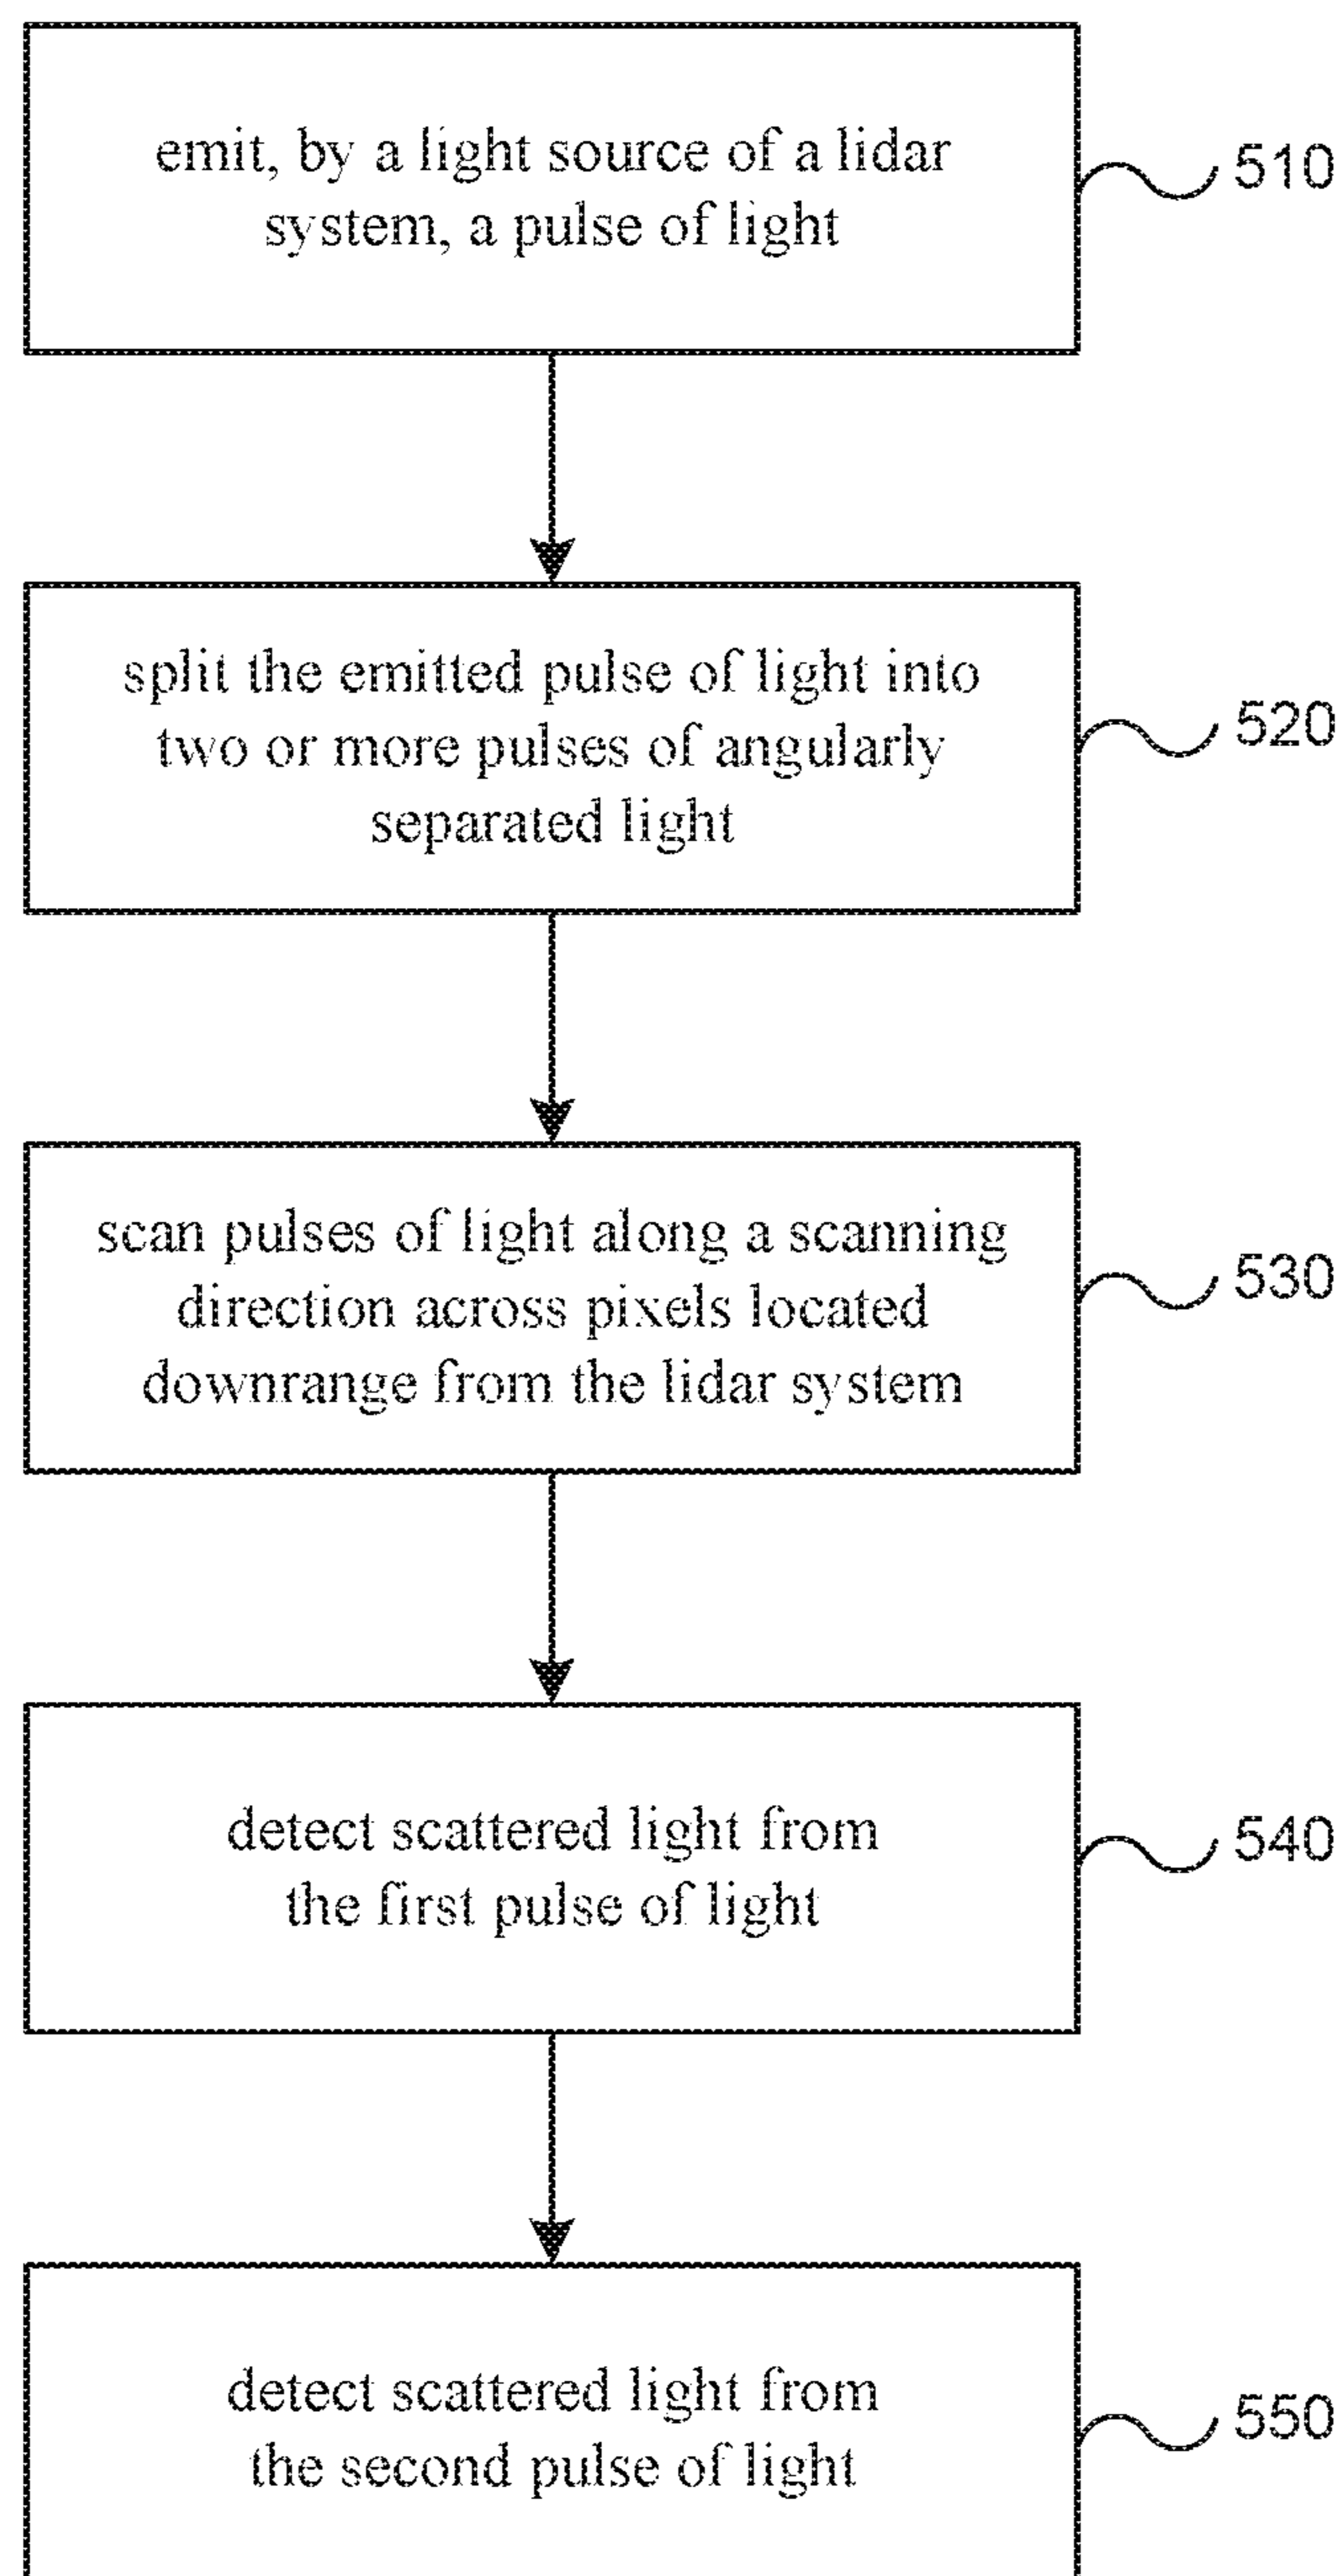 emit, by a light source of a lidar
system, a pulse of light
510
split the emitted pulse of light into
two or more pulses of angularly
separated light
520
scan pulses of light along a scanning
direction across pixels located
downrange from the lidar system
530
detect scattered light from
the first pulse of light
540
detect scattered light from
the second pulse of light
550